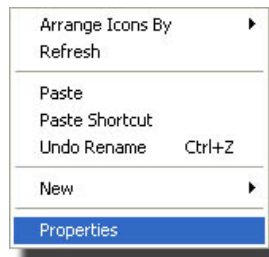 Arrange Icons By
Refresh
Paste
Paste Shortcut
Undo Rename Ctrl+Z
New
Properties